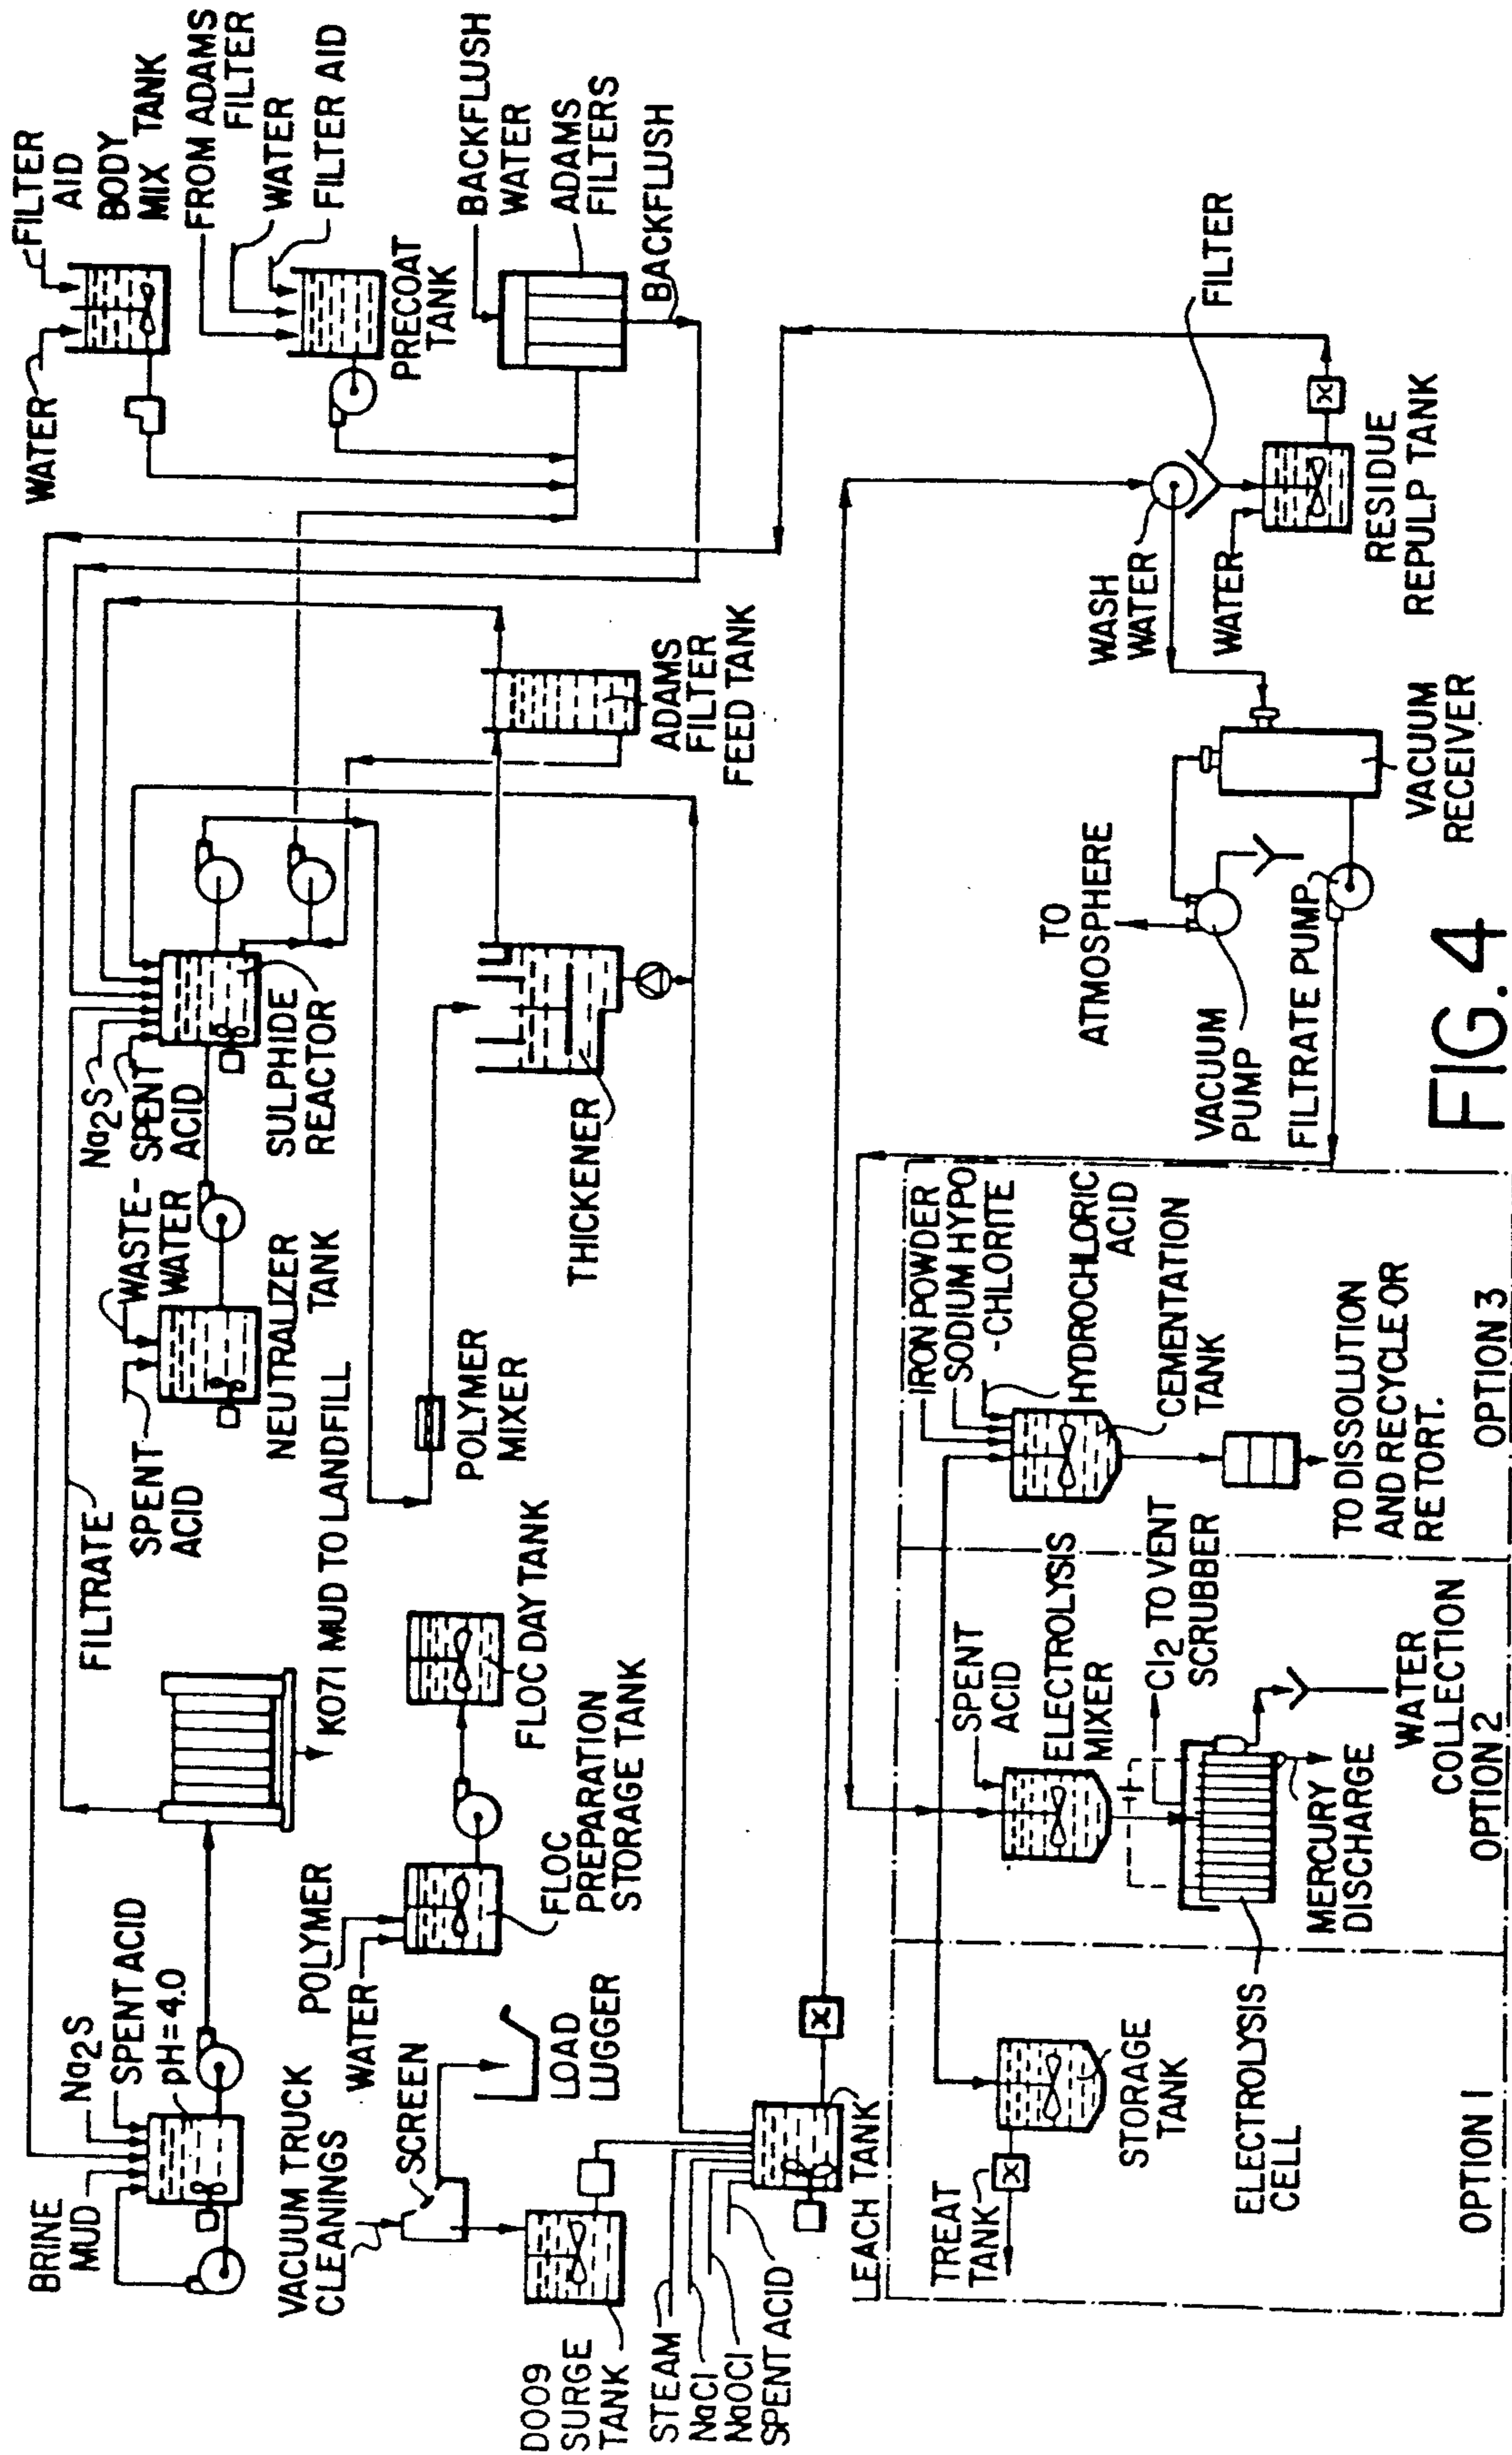 BRINE
MUD
Na2S
SPENT ACID
pH=4.0
FILTRATE
K071 MUD TO LANDFILL
SPENT
ACID
WASTE-
WATER
NEUTRALIZER
TANK
Na2S
SPENT
ACID
SULPHIDE
REACTOR
WATER
FILTER
AID
BODY
MIX TANK
FROM ADAMS
FILTER
WATER
FILTER AID
PRECOAT
TANK
BACKFLUSH
WATER
ADAMS
FILTERS
BACKFLUSH
VACUUM TRUCK
CLEANINGS
SCREEN
LOAD
LUGGER
POLYMER
WATER
FLOC
PREPARATION
STORAGE TANK
FLOC DAY TANK
POLYMER
MIXER
THICKENER
ADAMS
FILTER
FEED TANK
D009
SURGE
TANK
STEAM
NaCl
NaOCl
SPENT ACID
LEACH TANK
WASH
WATER
WATER
FILTER
RESIDUE
REPULP TANK
TO
ATMOSPHERE
VACUUM
PUMP
FILTRATE PUMP
VACUUM
RECEIVER
TREAT
TANK
STORAGE
TANK
OPTION 1
SPENT
ACID
ELECTROLYSIS
MIXER
Cl2 TO VENT
SCRUBBER
ELECTROLYSIS
CELL
MERCURY
DISCHARGE
WATER
COLLECTION
OPTION 2
IRON POWDER
SODIUM HYPO
-CHLORITE
HYDROCHLORIC
ACID
CEMENTATION
TANK
TO DISSOLUTION
AND RECYCLE OR
RETORT.
OPTION 3
FIG. 4